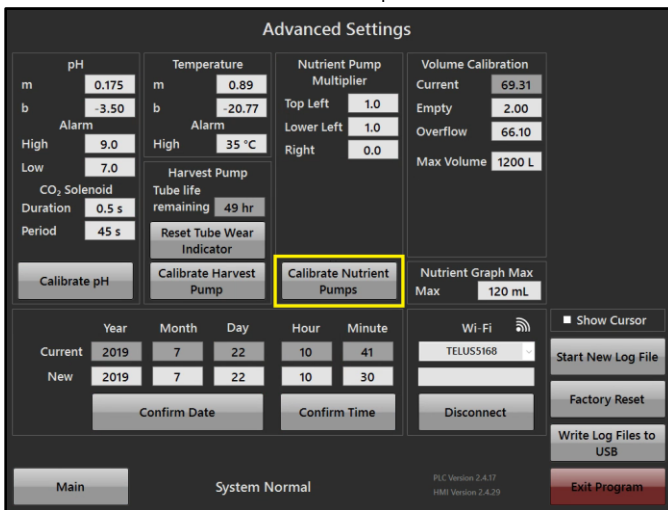 Advanced Settings
pH
m 0.175
b -3.50
Alarm
High 9.0
Low 7.0
CO₂ Solenoid
Duration 0.5 s
Period 45 s
Calibrate pH
Temperature
m 0.89
b -20.77
Alarm
High 35 °C
Harvest Pump
Tube life
remaining 49 hr
Reset Tube Wear
Indicator
Calibrate Harvest
Pump
Nutrient Pump
Multiplier
Top Left 1.0
Lower Left 1.0
Right 0.0
Calibrate Nutrient
Pumps
Volume Calibration
Current 69.31
Empty 2.00
Overflow 66.10
Max Volume 1200 L
Nutrient Graph Max
Max 120 mL
Year Month Day Hour Minute
Current 2019 7 22 10 41
New 2019 7 22 10 30
Confirm Date
Confirm Time
Wi-Fi
TELUS5168
Disconnect
Show Cursor
Start New Log File
Factory Reset
Write Log Files to
USB
Exit Program
Main
System Normal
PLC Version 2.4.17
HMI Version 2.4.29